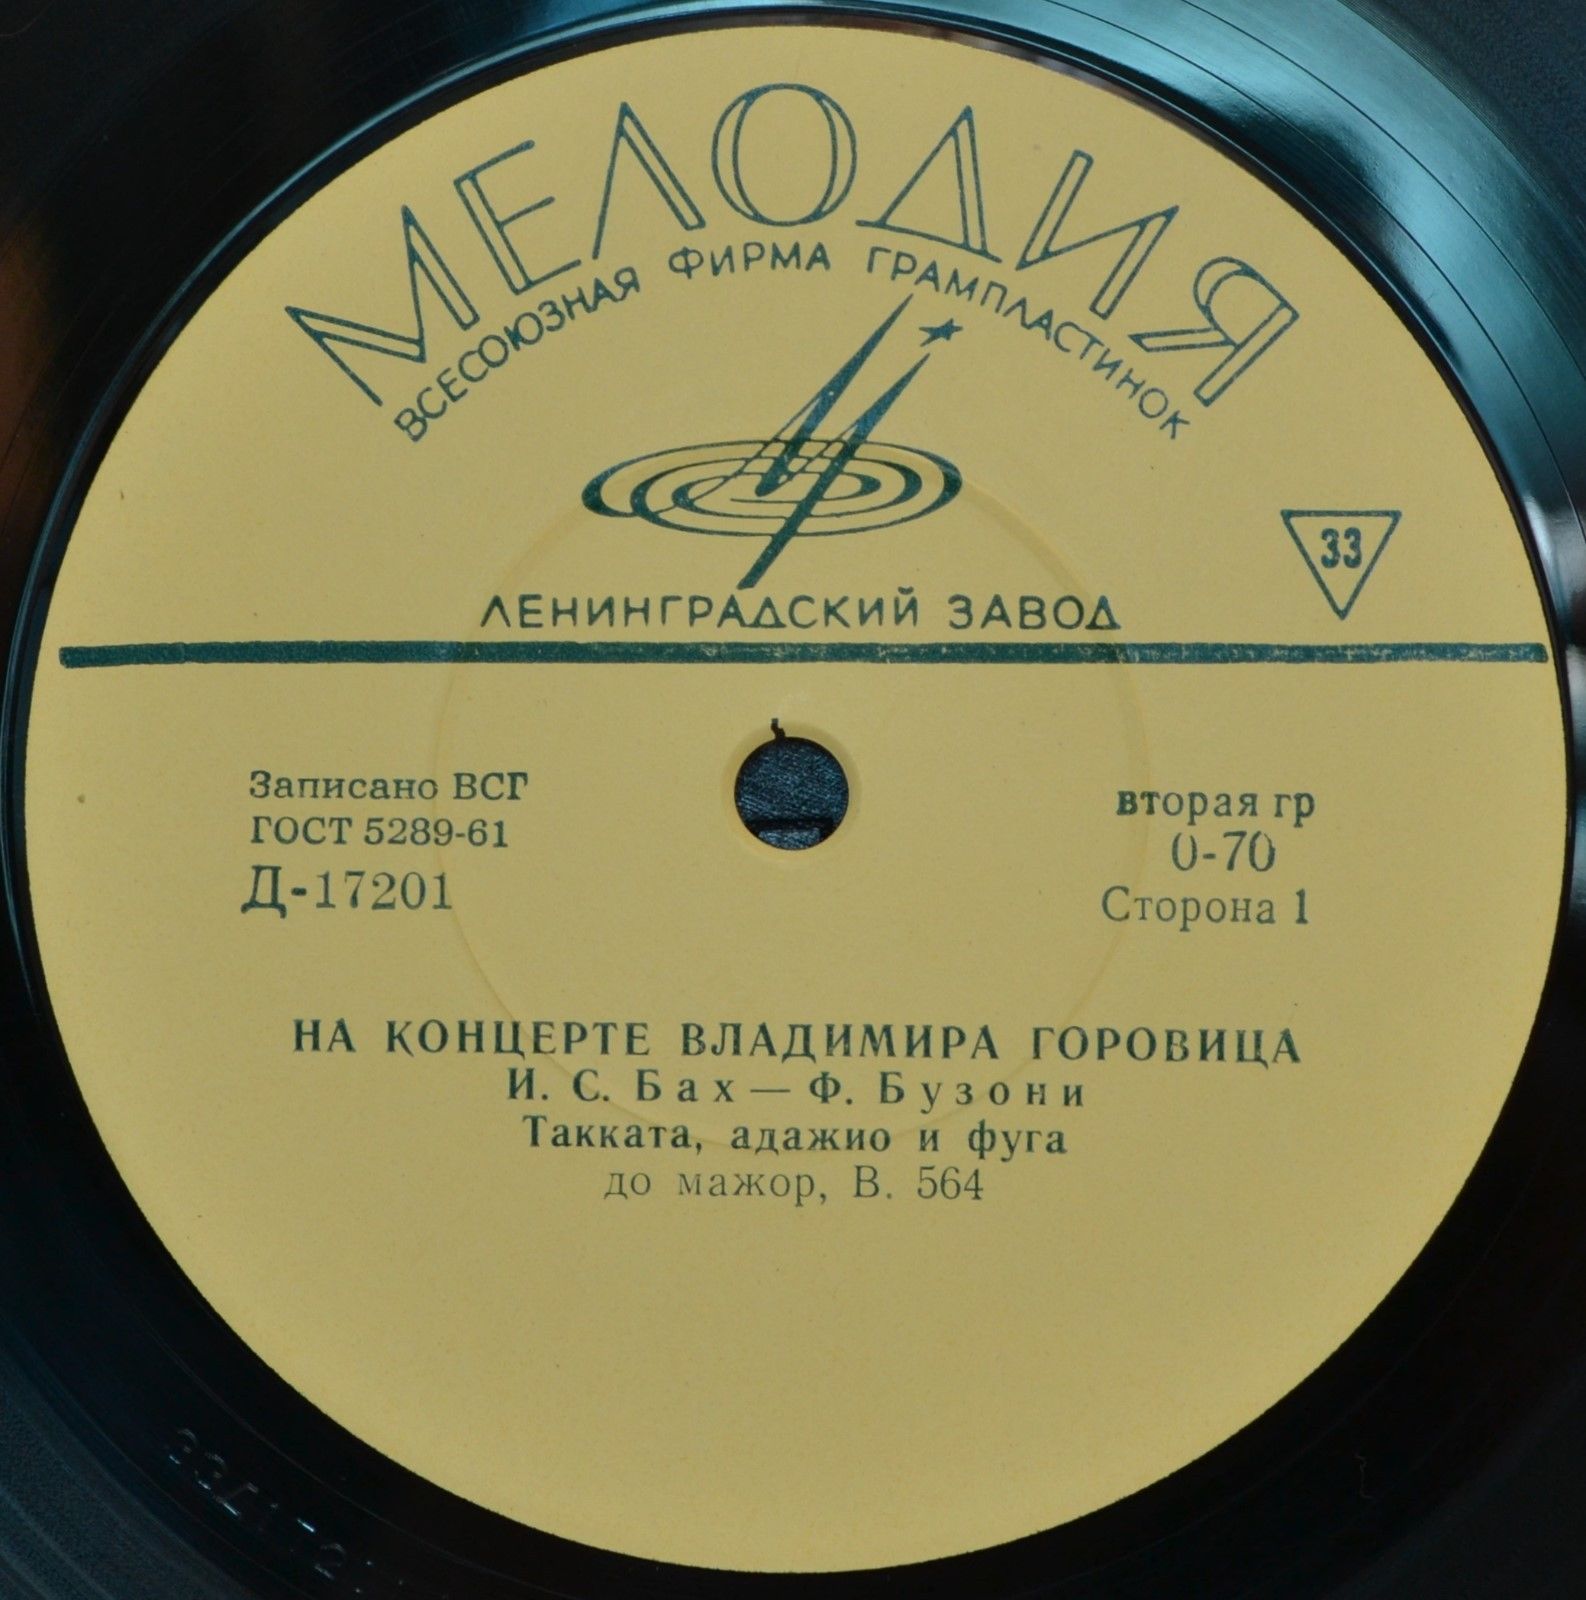 МЕЛОДИЯ
ВСЕСОЮЗНАЯ ФИРМА ГРАМПЛАСТИНОК
33
ЛЕНИНГРАДСКИЙ ЗАВОД
Записано ВСГ
ГОСТ 5289-61
Д-17201
вторая гр
0-70
Сторона 1
НА КОНЦЕРТЕ ВЛАДИМИРА ГОРОВИЦА
И. С. Бах — Ф. Бузони
Такката, адажио и фуга
до мажор, В. 564